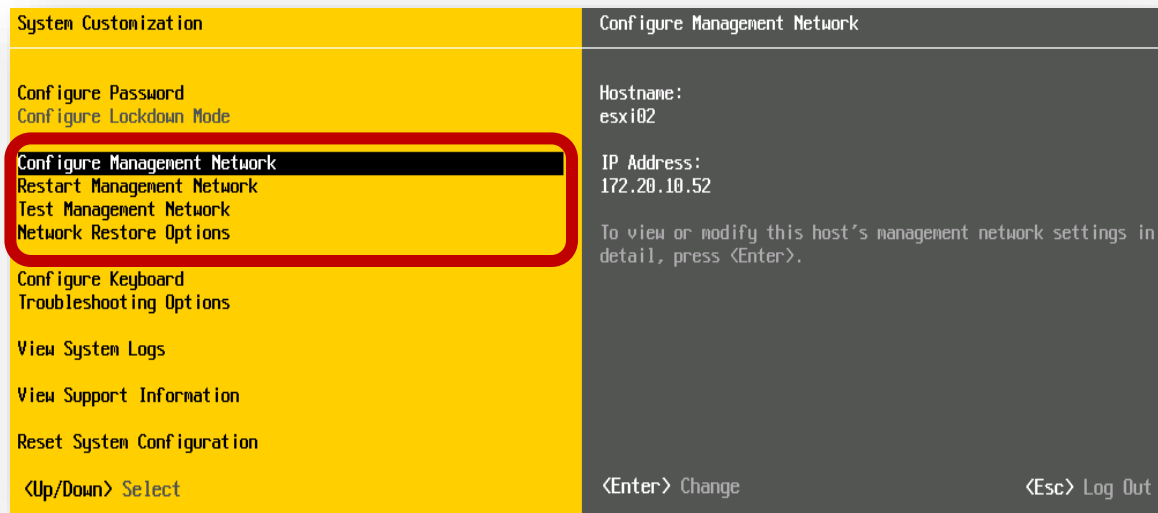 System Customization
Configure Password
Configure Lockdown Mode
Configure Management Network
Restart Management Network
Test Management Network
Network Restore Options
Configure Keyboard
Troubleshooting Options
View System Logs
View Support Information
Reset System Configuration
<Up/Down> Select
Configure Management Network
Hostname:
esxi02
IP Address:
172.20.10.52
To view or modify this host's management network settings in
detail, press <Enter>.
<Enter> Change
<Esc> Log Out